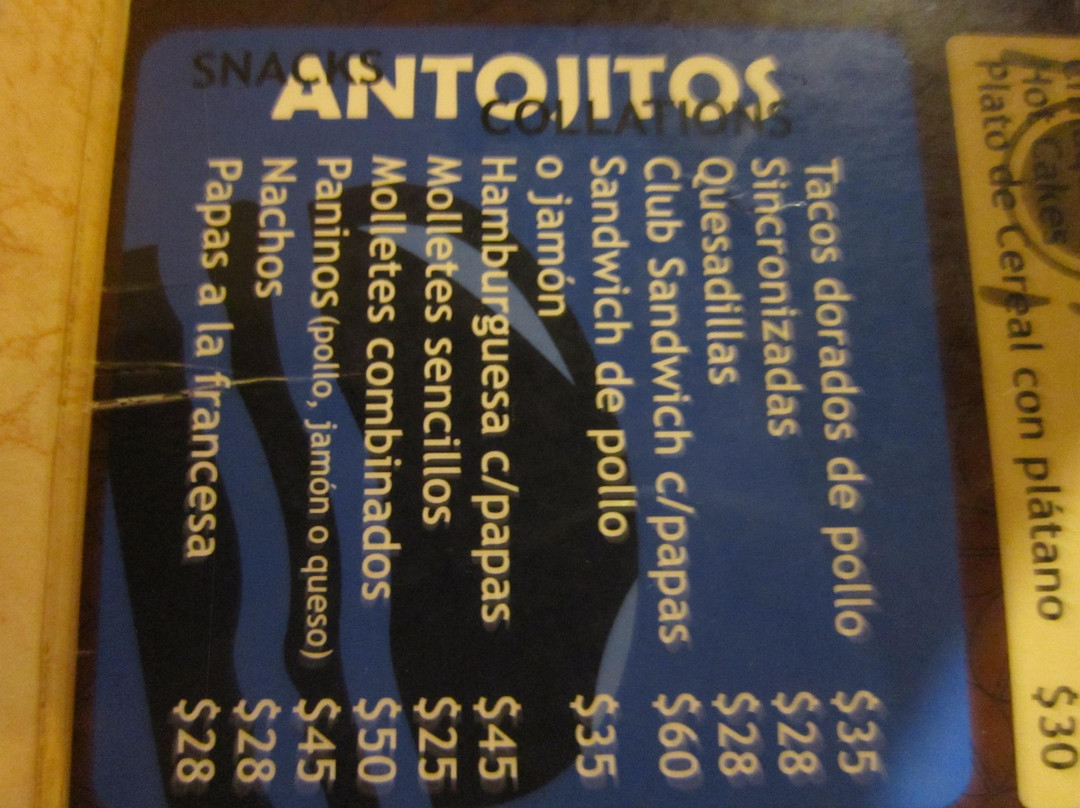 SNACKS
ANTOJITOS
COLLATIONS
Tacos dorados de pollo $35
Sincronizadas $28
Quesadillas $28
Club Sandwich c/papas $60
Sandwich de pollo
o jamón $35
Hamburguesa c/papas $45
Molletes sencillos $25
Molletes combinados $50
Paninos (pollo, jamón o queso) $45
Nachos $28
Papas a la francesa $28
Hot Cakes
Plato de Cereal con plátano $30